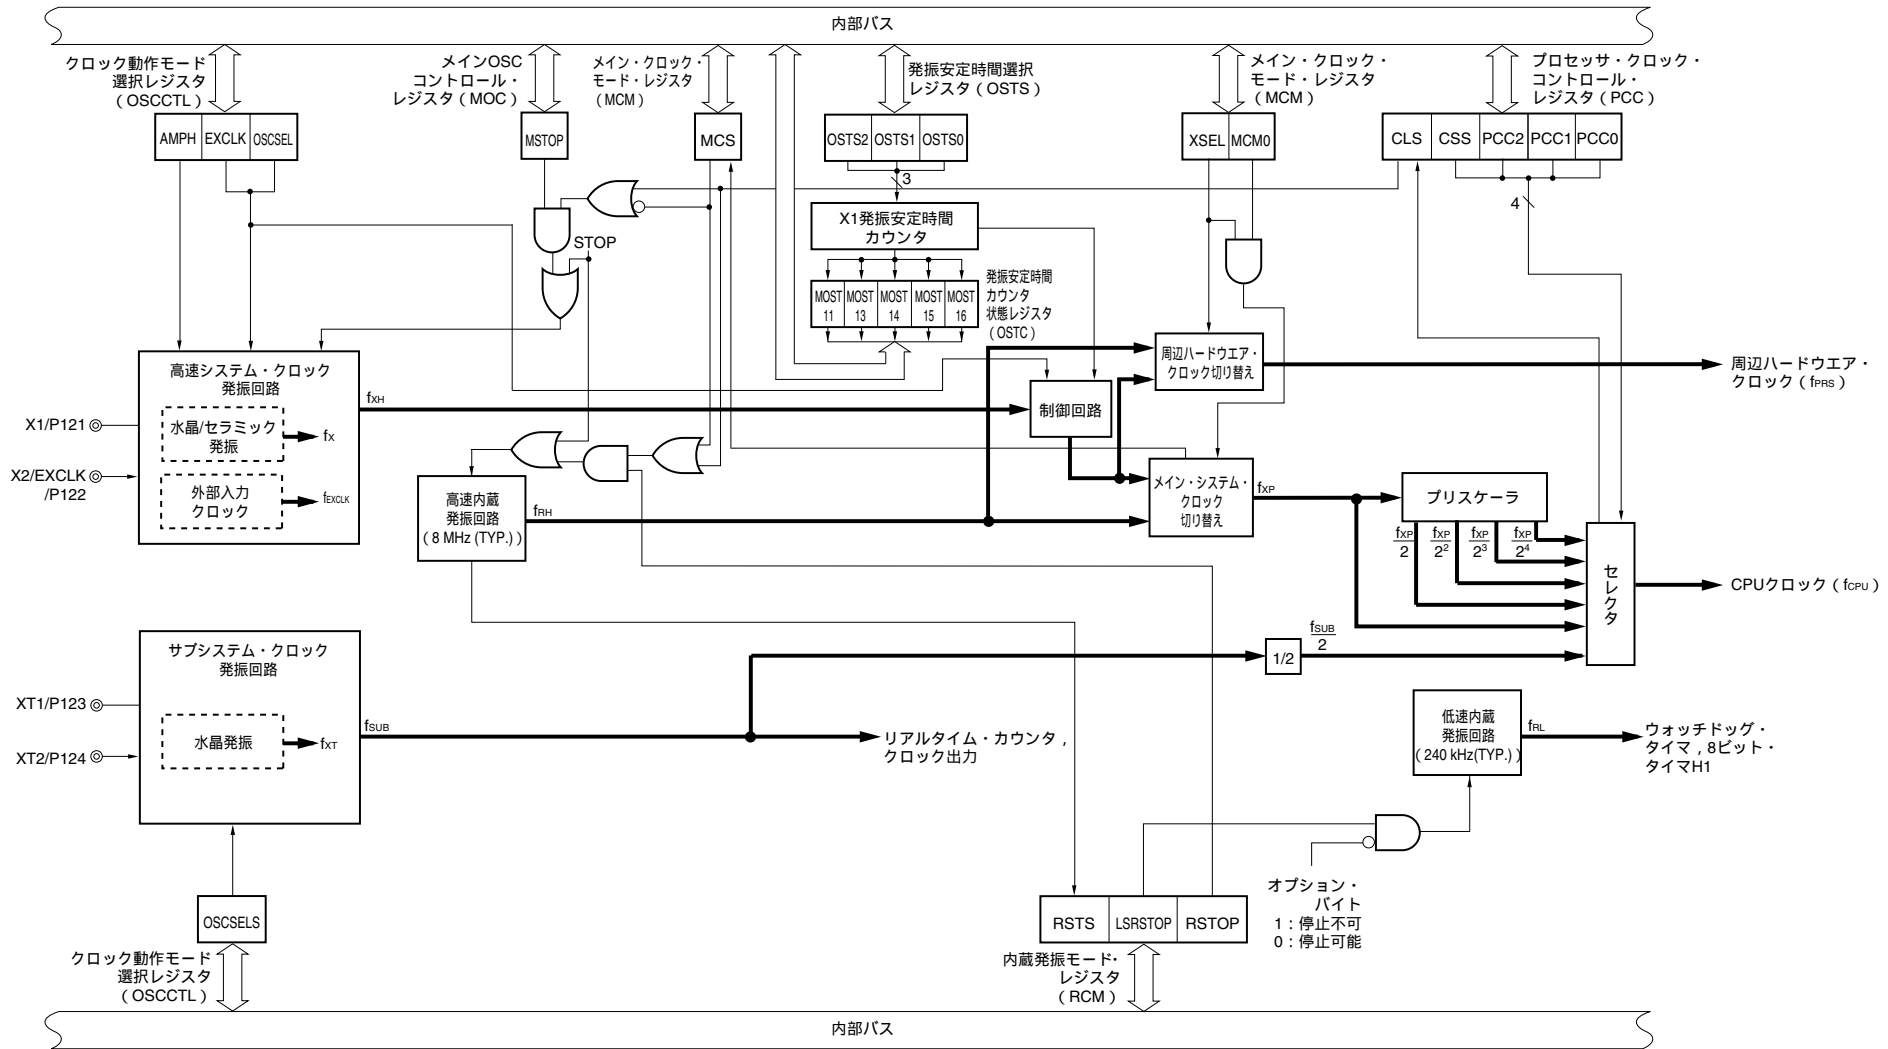 内部バス
クロック動作モード
選択レジスタ
（OSCCTL）
メインOSC
コントロール・
レジスタ（MOC）
メイン・クロック・
モード・レジスタ
（MCM）
発振安定時間選択
レジスタ（OSTS）
メイン・クロック・
モード・レジスタ
（MCM）
プロセッサ・クロック・
コントロール・
レジスタ（PCC）
AMPH EXCLK OSCSEL
MSTOP
MCS
OSTS2 OSTS1 OSTS0
XSEL MCM0
CLS CSS PCC2 PCC1 PCC0
3
4
X1発振安定時間
カウンタ
STOP
MOST
11
MOST
13
MOST
14
MOST
15
MOST
16
発振安定時間
カウンタ
状態レジスタ
（OSTC）
高速システム・クロック
発振回路
水晶/セラミック
発振
fX
外部入力
クロック
fEXCLK
X1/P121
X2/EXCLK
/P122
fXH
制御回路
周辺ハードウエア・
クロック切り替え
周辺ハードウエア・
クロック（fPRS）
高速内蔵
発振回路
（8 MHz (TYP.)）
fRH
メイン・システム・
クロック
切り替え
fXP
プリスケーラ
fXP
2
fXP
2²
fXP
2³
fXP
2⁴
セレクタ
CPUクロック（fCPU）
サブシステム・クロック
発振回路
水晶発振
fXT
XT1/P123
XT2/P124
fSUB
1/2
fSUB
2
リアルタイム・カウンタ，
クロック出力
低速内蔵
発振回路
（240 kHz(TYP.)）
fRL
ウォッチドッグ・
タイマ，8ビット・
タイマH1
オプション・
バイト
1：停止不可
0：停止可能
OSCSELS
RSTS LSRSTOP RSTOP
クロック動作モード
選択レジスタ
（OSCCTL）
内蔵発振モード・
レジスタ
（RCM）
内部バス